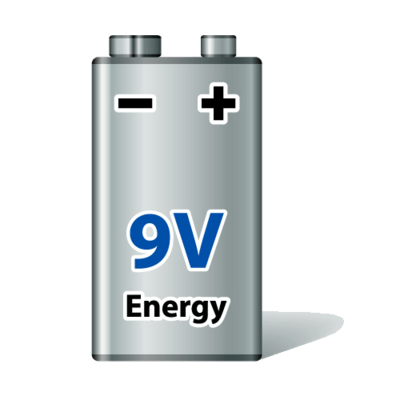 − +
9V
Energy